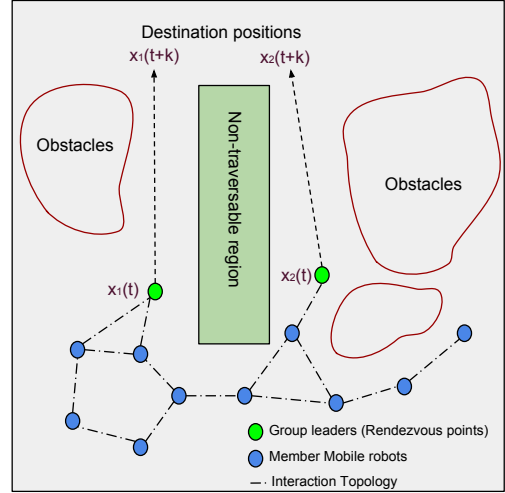 Destination positions
x₁(t+k)
x₂(t+k)
Obstacles
Non-traversable
region
Obstacles
x₁(t)
x₂(t)
Group leaders (Rendezvous points)
Member Mobile robots
Interaction Topology